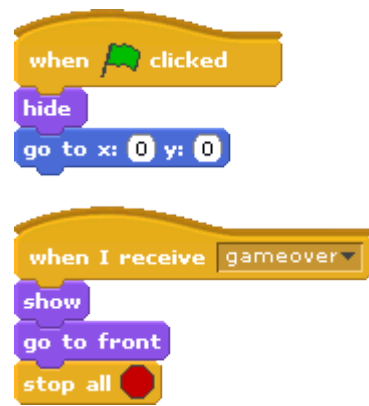 when clicked
hide
go to x: 0 y: 0
when I receive gameover
show
go to front
stop all